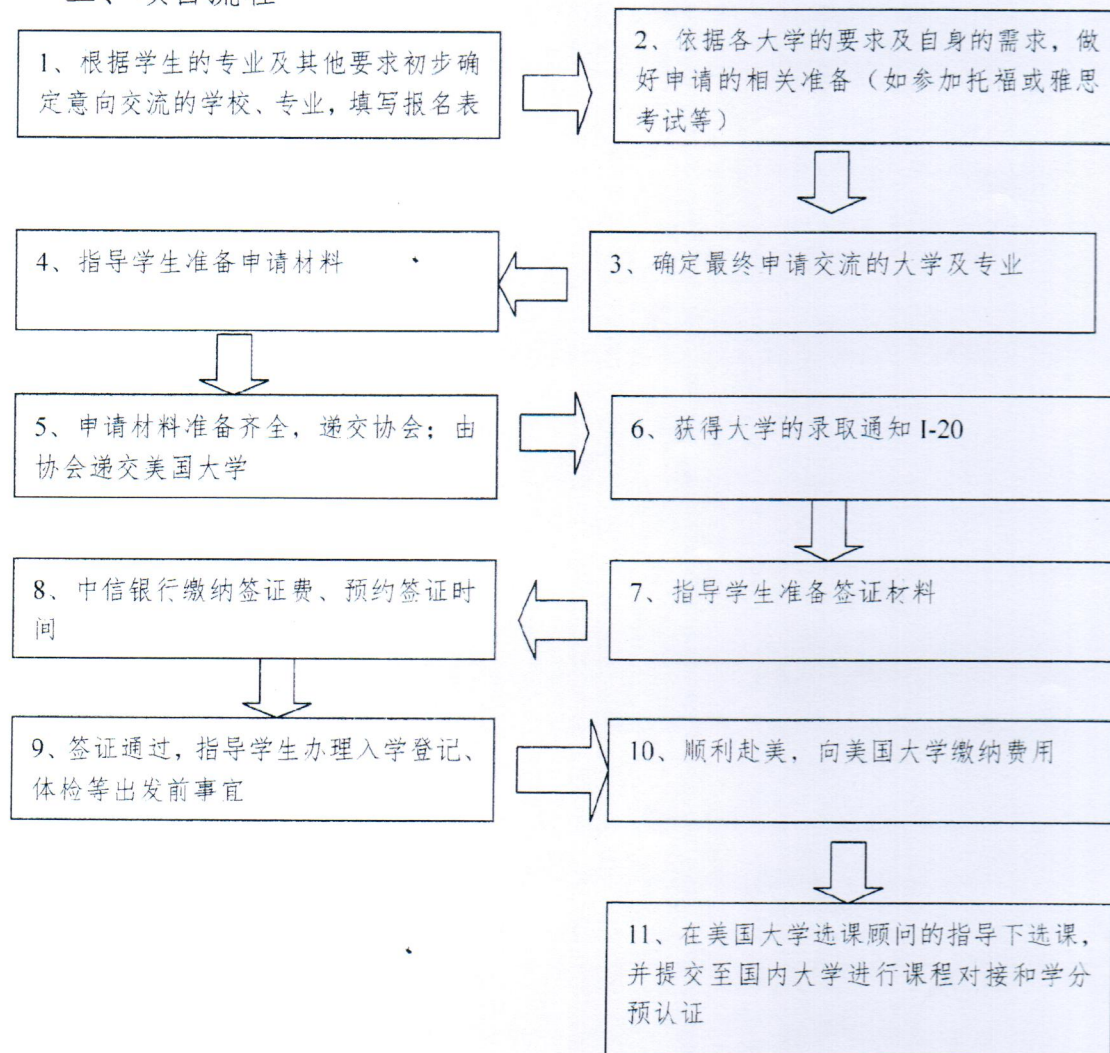 1、根据学生的专业及其他要求初步确
定意向交流的学校、专业，填写报名表
2、依据各大学的要求及自身的需求，做
好申请的相关准备（如参加托福或雅思
考试等）
3、确定最终申请交流的大学及专业
4、指导学生准备申请材料
5、申请材料准备齐全，递交协会；由
协会递交美国大学
6、获得大学的录取通知 I-20
7、指导学生准备签证材料
8、中信银行缴纳签证费、预约签证时
间
9、签证通过，指导学生办理入学登记、
体检等出发前事宜
10、顺利赴美，向美国大学缴纳费用
11、在美国大学选课顾问的指导下选课，
并提交至国内大学进行课程对接和学分
预认证